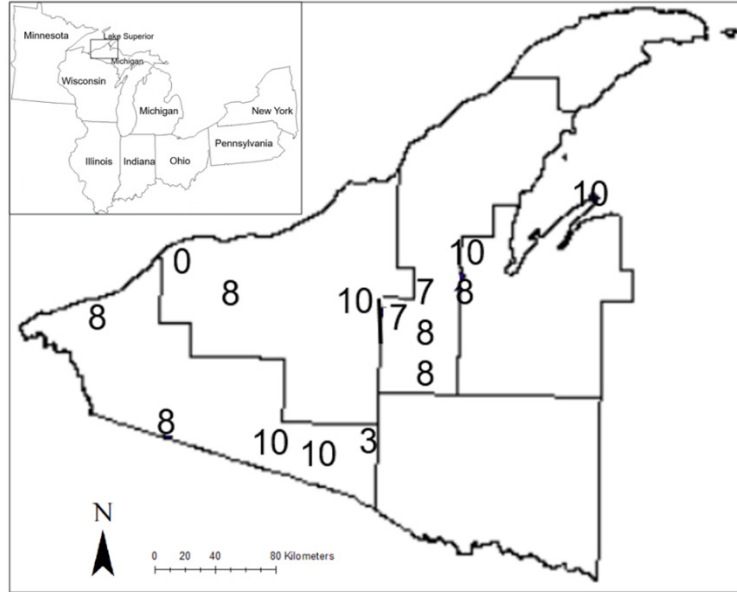 Lake Superior
Minnesota
Michigan
Wisconsin
Michigan
New York
Pennsylvania
Illinois Indiana Ohio
10
10
0
8
8
7
10
7
8
8
8
8
8
10
10
3
N
0 20 40 80 Kilometers